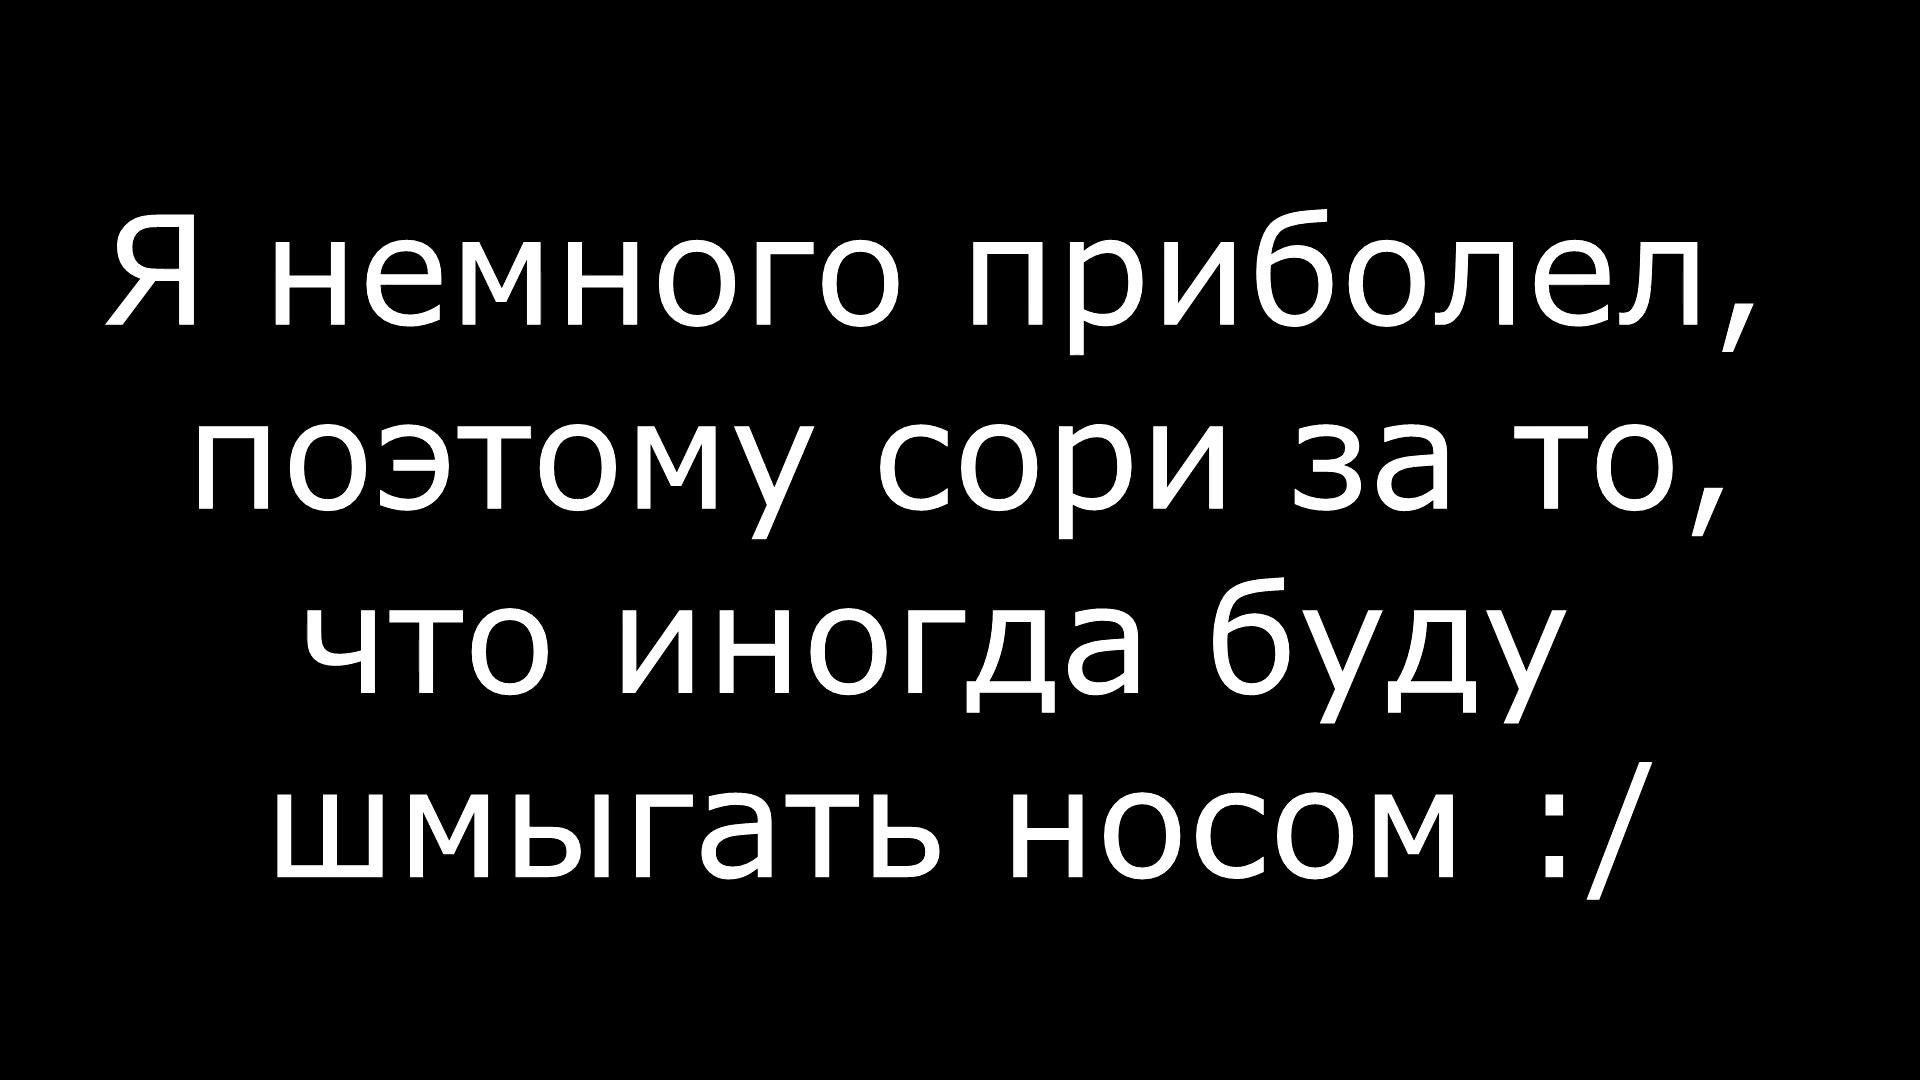 Я немного приболел,
поэтому сори за то,
что иногда буду
шмыгать носом :/